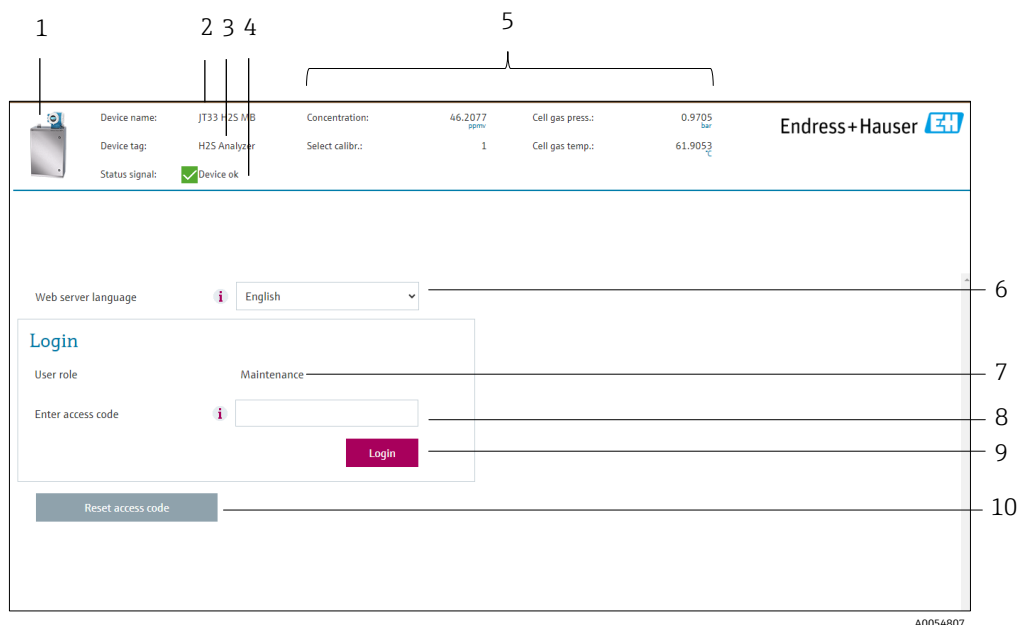 1 2 3 4 5
Device name: JT33 H2S MB Concentration: 46.2077 ppmv Cell gas press.: 0.9705 bar
Endress+Hauser EH
Device tag: H2S Analyzer Select calibr.: 1 Cell gas temp.: 61.9053 °C
Status signal: Device ok
Web server language i English 6
Login
User role Maintenance 7
Enter access code i 8
Login 9
Reset access code 10
A0054807